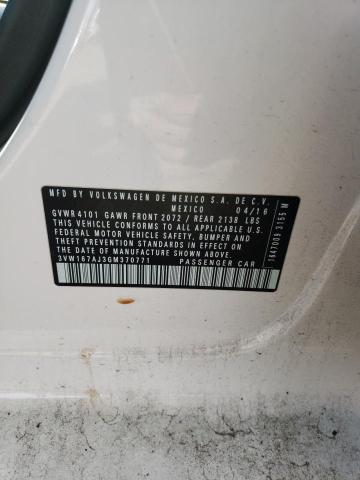 MFD. BY VOLKSWAGEN DE MEXICO S.A. DE C.V.
MEXICO 04/16
GVWR 4101 GAWR FRONT 2072 / REAR 2138 LBS
THIS VEHICLE CONFORMS TO ALL APPLICABLE U.S.
FEDERAL MOTOR VEHICLE SAFETY, BUMPER AND
THEFT PREVENTION STANDARDS IN EFFECT ON
THE DATE OF MANUFACTURE SHOWN ABOVE.
3VW167AJ3GM370771 PASSENGER CAR
1647009 3155 M